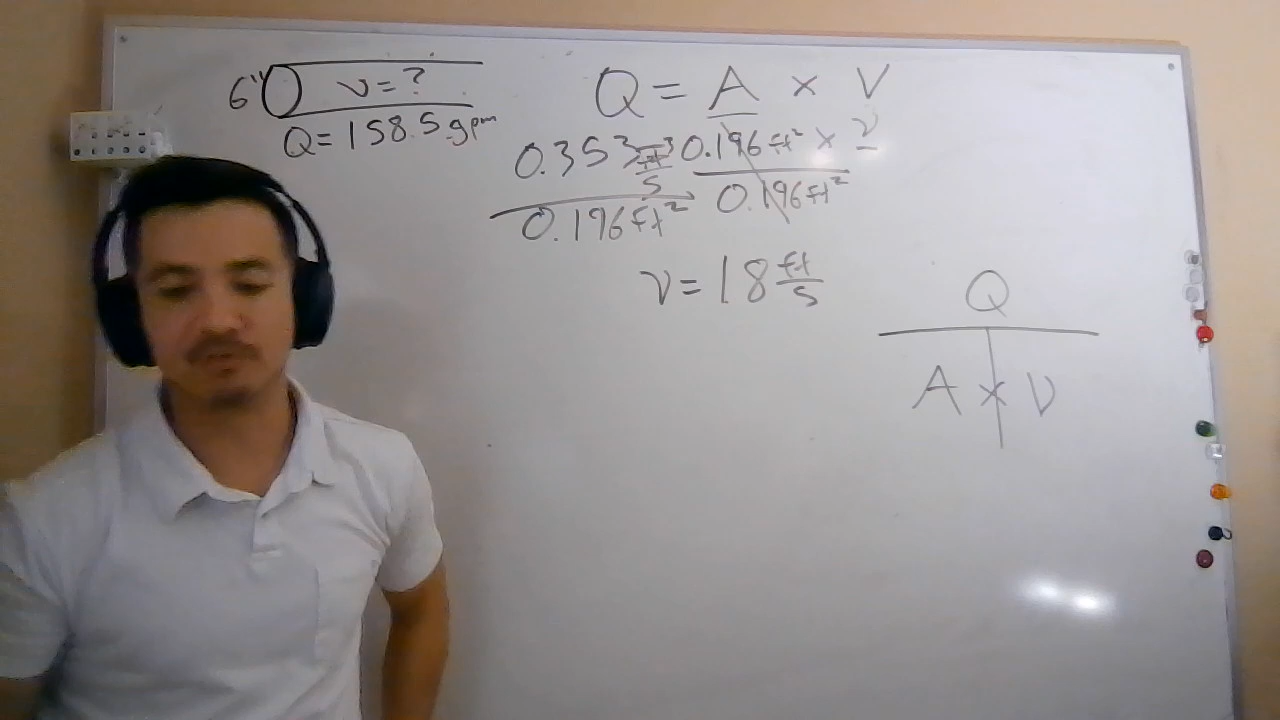 6" v = ?
Q = 158.5 gpm
Q = A × V
0.353 ft³/s = 0.196 ft² × v
0.196 ft² 0.196 ft²
v = 18 ft/s
Q
A × V